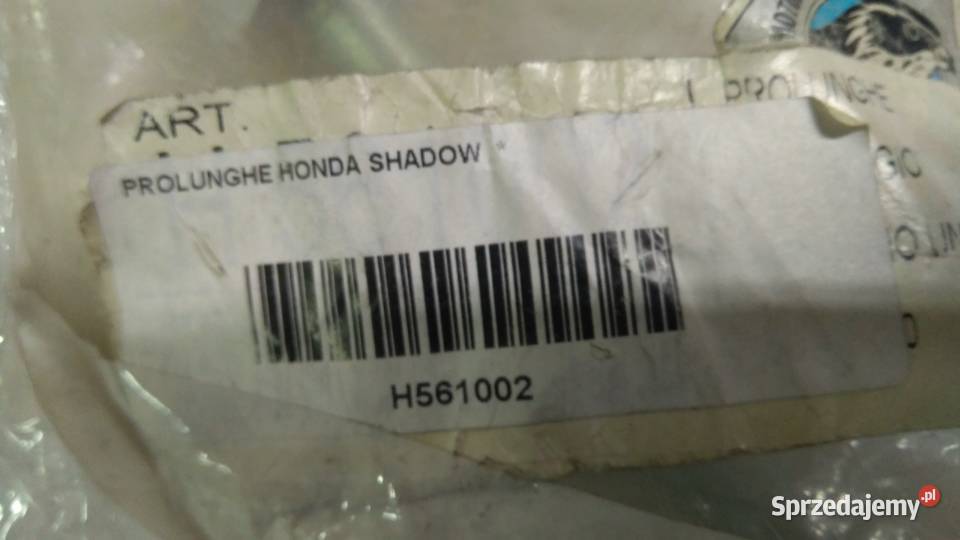 ART.
PROLUNGHE
PROLUNGHE HONDA SHADOW *
H561002
Sprzedajemy.pl